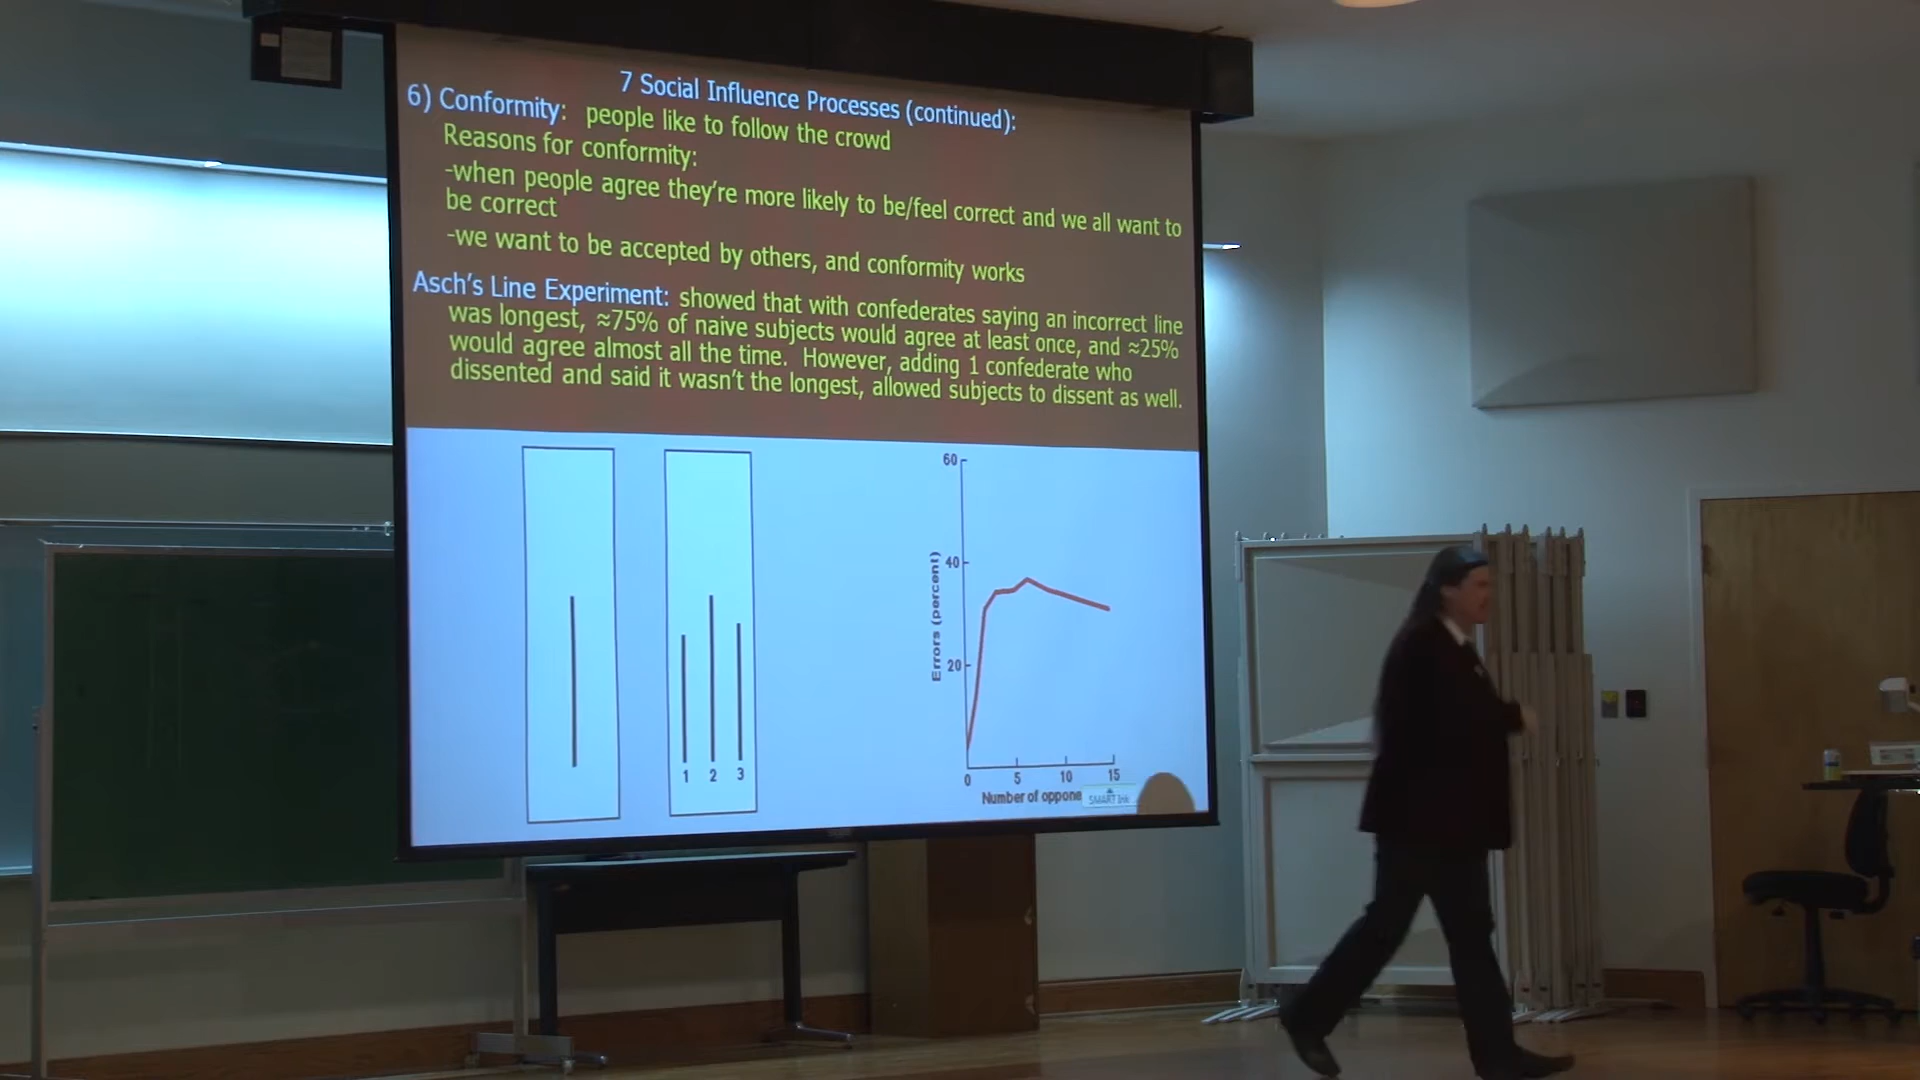 7 Social Influence Processes (continued):
6) Conformity: people like to follow the crowd
Reasons for conformity:
-when people agree they're more likely to be/feel correct and we all want to
be correct
-we want to be accepted by others, and conformity works
Asch's Line Experiment: showed that with confederates saying an incorrect line
was longest, ≈75% of naive subjects would agree at least once, and ≈25%
would agree almost all the time. However, adding 1 confederate who
dissented and said it wasn't the longest, allowed subjects to dissent as well.
1 2 3
Errors (percent)
60
40
20
0 5 10 15
Number of oppone
SMART Ink